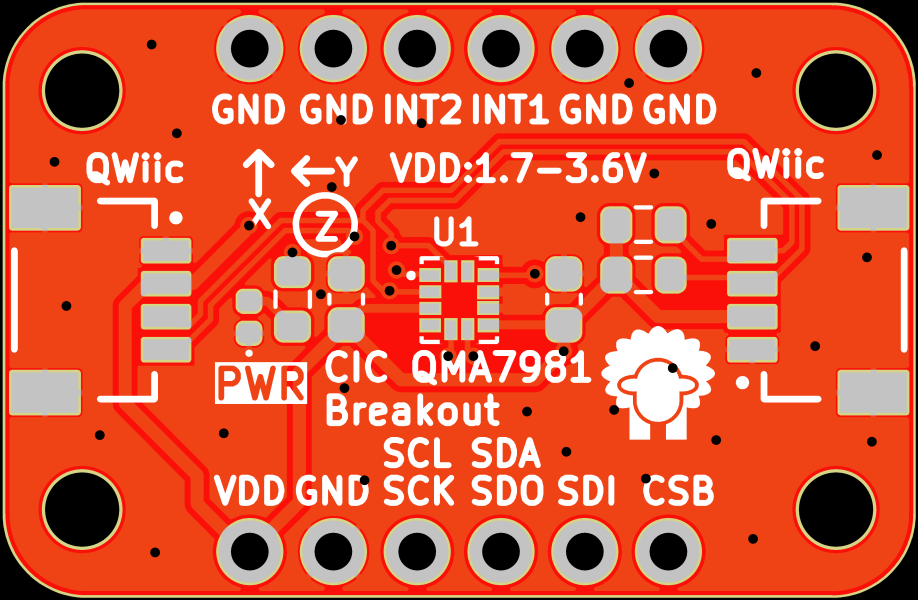 GND GND INT2 INT1 GND GND
QWiic X Y Z VDD:1.7-3.6V QWiic
U1
PWR
CIC QMA7981
Breakout
SCL SDA
VDD GND SCK SDO SDI CSB